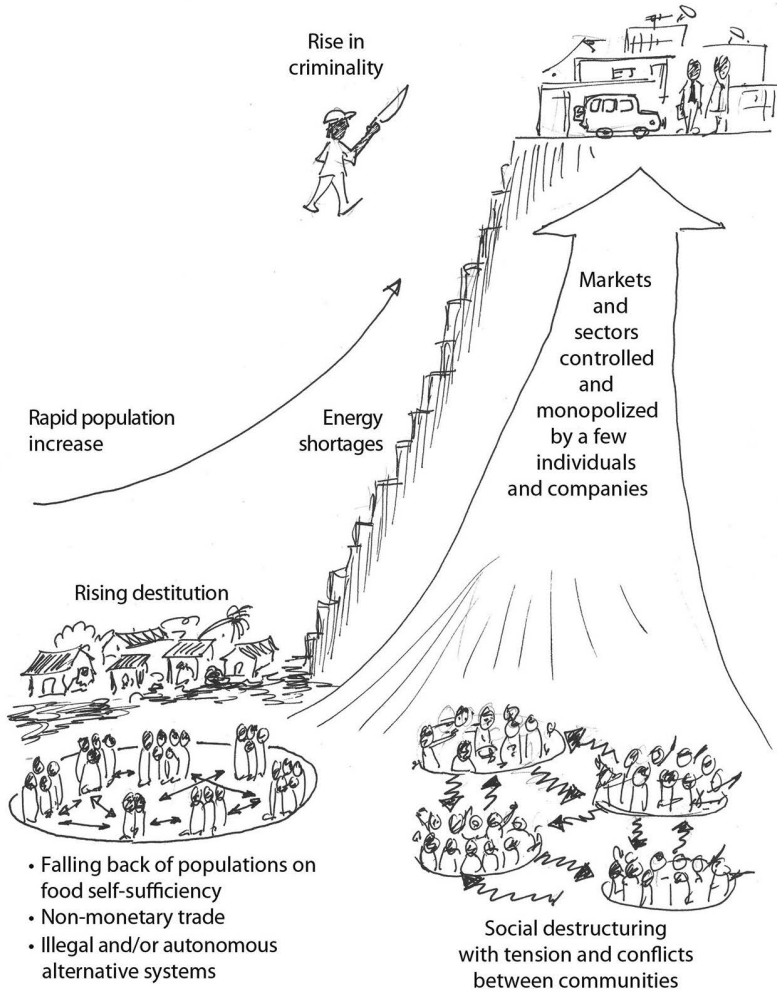 Rise in
criminality
Markets
and
sectors
controlled
and
monopolized
by a few
individuals
and companies
Rapid population
increase
Energy
shortages
Rising destitution
• Falling back of populations on
food self-sufficiency
• Non-monetary trade
• Illegal and/or autonomous
alternative systems
Social destructuring
with tension and conflicts
between communities